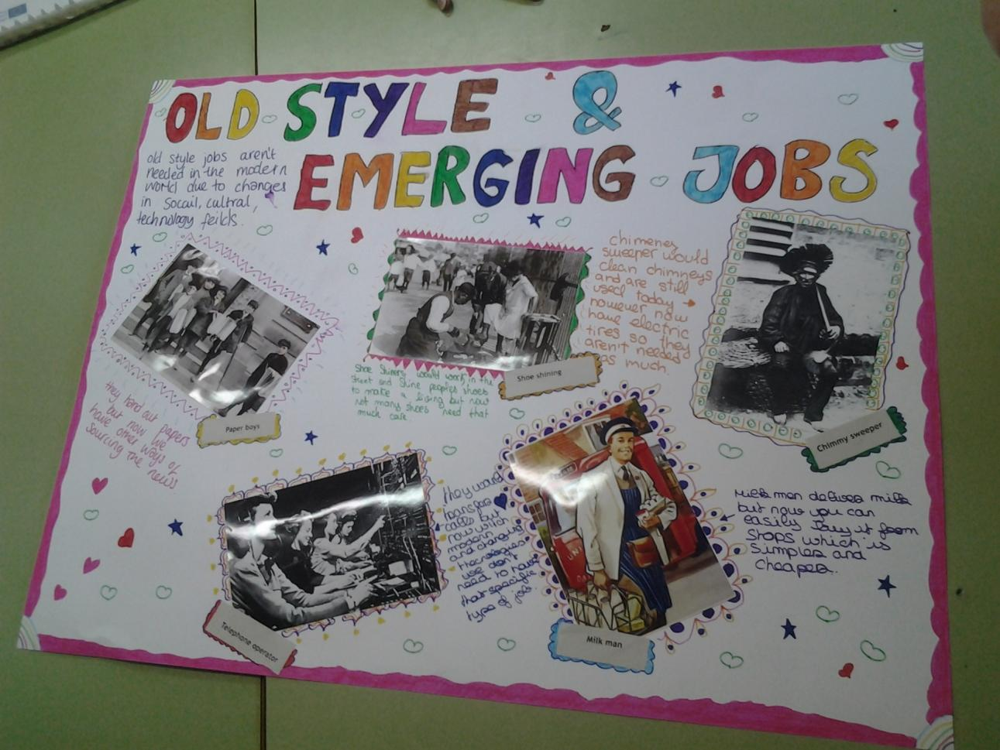 OLD STYLE &
EMERGING JOBS
old style jobs aren't
needed in the modern
world due to changes
in Socail, cultral,
technology feilds.
Paper boys
they hand out papers
but now we
have other ways of
sourcing the news.
Shoe shining
Shoe Shiners would work in the
Street and Shine peoples shoes
to make a living but now
not many shoes need that
much care
chimeney
sweeper would
clean chimneys
and are still
used today
however now
have electric
fires so they
aren't needed
as much.
Chimmy sweeper
Telephone operator
they would
transfer
calls but
now with
modern
and changing
thecnologies
we don't
need to have
that specific
type of job.
Milk man
Milk men deliver milk
but now you can
easily buy it from
Shops which is
Simpler and
Cheaper.
UNI